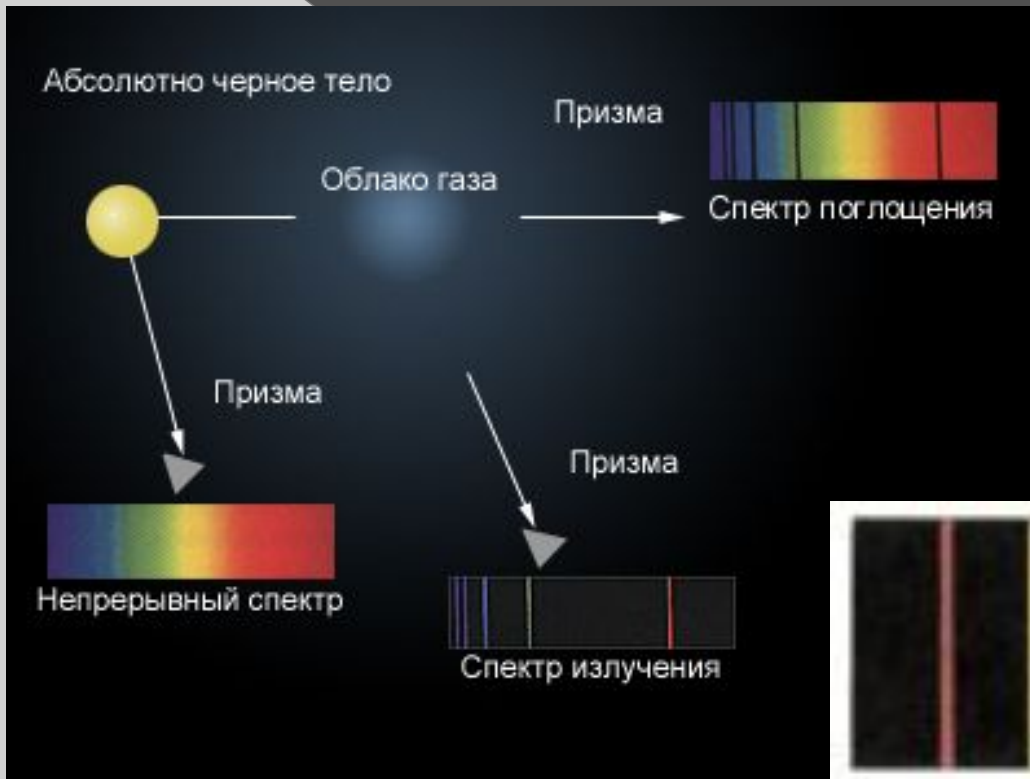 Абсолютно черное тело
Призма
Облако газа
Спектр поглощения
Призма
Призма
Непрерывный спектр
Спектр излучения